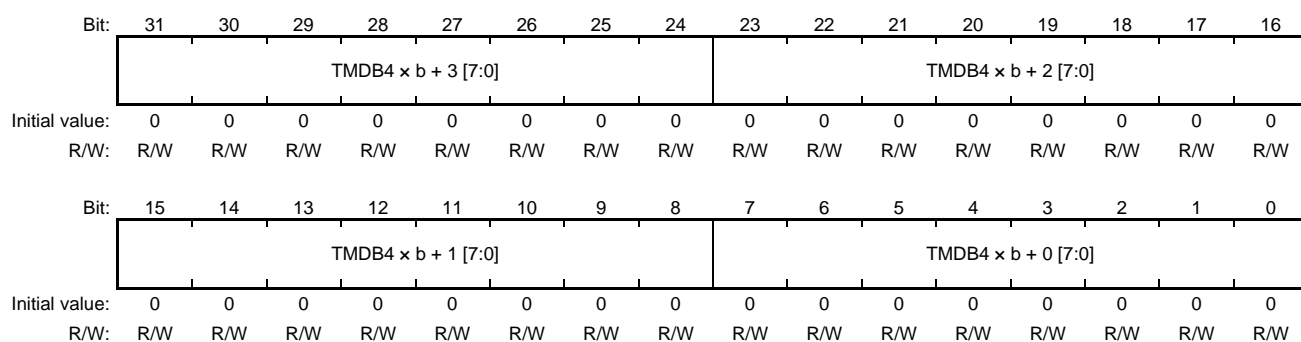 Bit: 31 30 29 28 27 26 25 24 23 22 21 20 19 18 17 16
TMDB4 × b + 3 [7:0] TMDB4 × b + 2 [7:0]
Initial value: 0 0 0 0 0 0 0 0 0 0 0 0 0 0 0 0
R/W: R/W R/W R/W R/W R/W R/W R/W R/W R/W R/W R/W R/W R/W R/W R/W R/W
Bit: 15 14 13 12 11 10 9 8 7 6 5 4 3 2 1 0
TMDB4 × b + 1 [7:0] TMDB4 × b + 0 [7:0]
Initial value: 0 0 0 0 0 0 0 0 0 0 0 0 0 0 0 0
R/W: R/W R/W R/W R/W R/W R/W R/W R/W R/W R/W R/W R/W R/W R/W R/W R/W